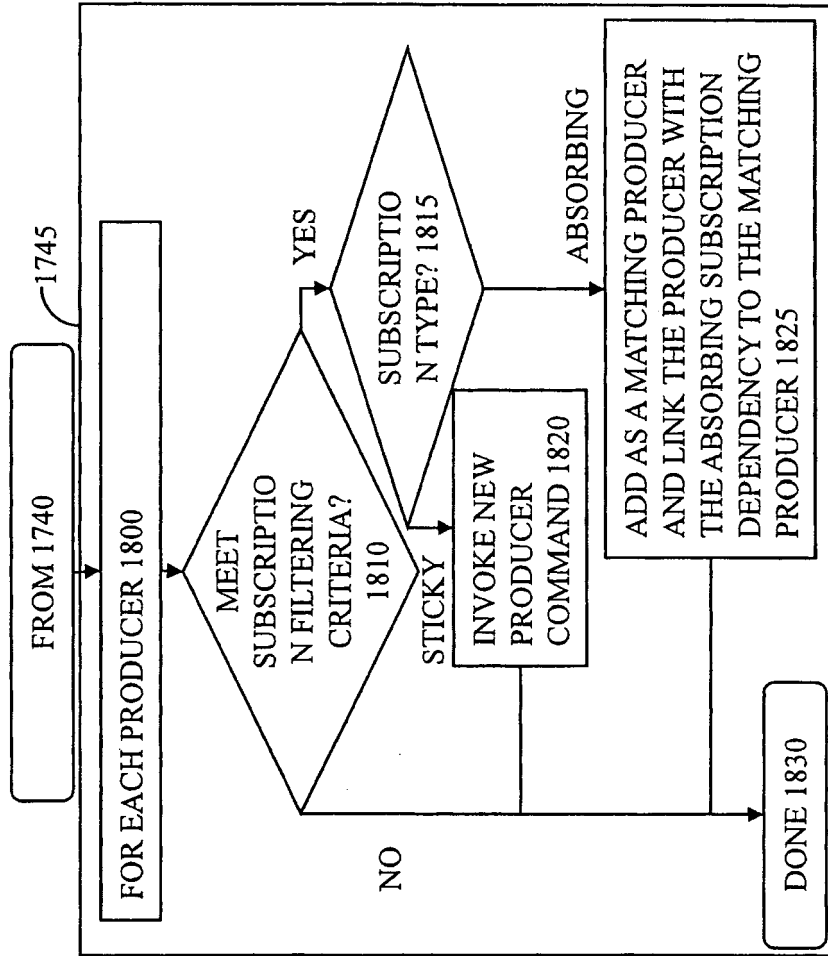 FROM 1740
1745
FOR EACH PRODUCER 1800
MEET
SUBSCRIPTIO
N FILTERING
CRITERIA?
1810
YES
SUBSCRIPTIO
N TYPE? 1815
STICKY
INVOKE NEW
PRODUCER
COMMAND 1820
ABSORBING
ADD AS A MATCHING PRODUCER
AND LINK THE PRODUCER WITH
THE ABSORBING SUBSCRIPTION
DEPENDENCY TO THE MATCHING
PRODUCER 1825
NO
DONE 1830